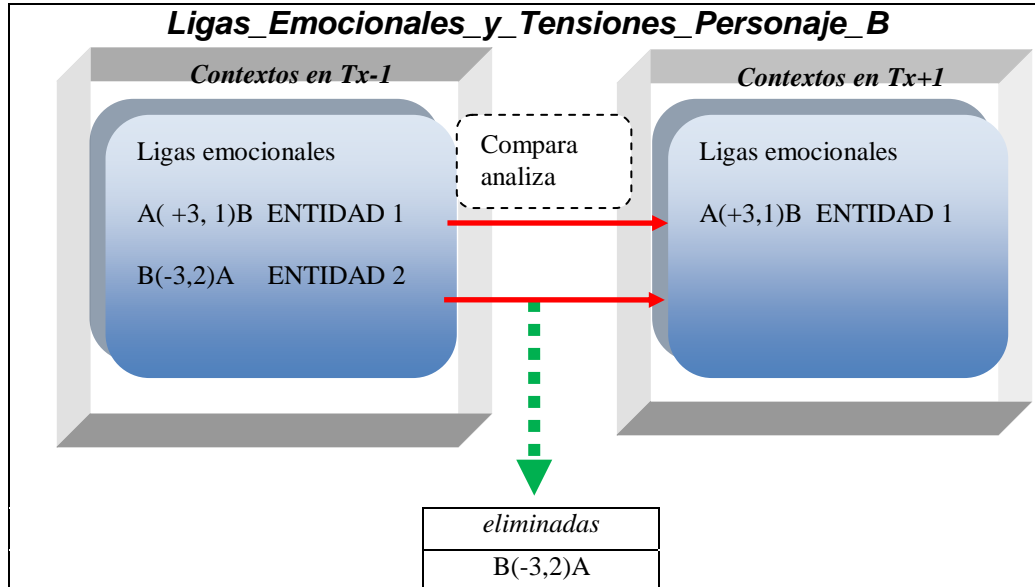 Ligas_Emocionales_y_Tensiones_Personaje_B
Contextos en Tx-1
Contextos en Tx+1
Ligas emocionales
A( +3, 1)B ENTIDAD 1
B(-3,2)A ENTIDAD 2
Compara
analiza
Ligas emocionales
A(+3,1)B ENTIDAD 1
eliminadas
B(-3,2)A